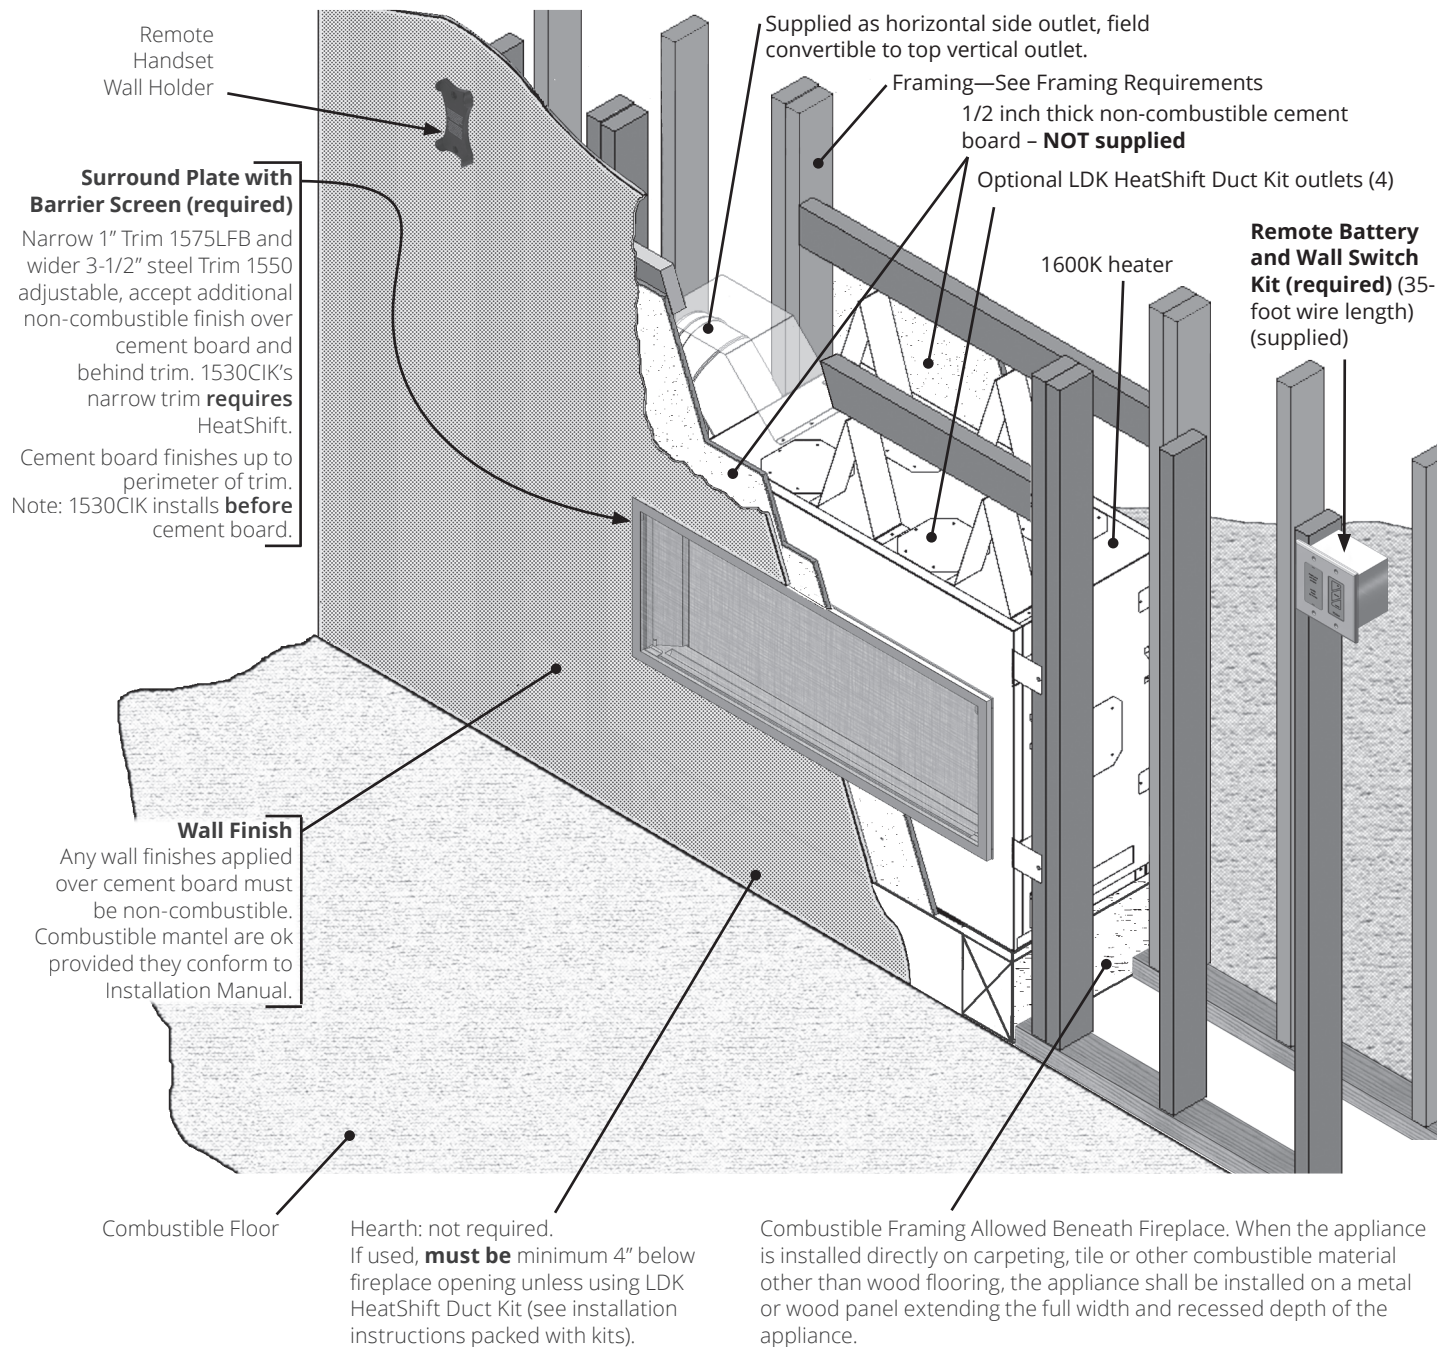 Remote
Handset
Wall Holder
Supplied as horizontal side outlet, field
convertible to top vertical outlet.
Framing—See Framing Requirements
1/2 inch thick non-combustible cement
board – NOT supplied
Optional LDK HeatShift Duct Kit outlets (4)
1600K heater
Remote Battery
and Wall Switch
Kit (required) (35-
foot wire length)
(supplied)
Surround Plate with
Barrier Screen (required)
Narrow 1” Trim 1575LFB and
wider 3-1/2” steel Trim 1550
adjustable, accept additional
non-combustible finish over
cement board and
behind trim. 1530CIK’s
narrow trim requires
HeatShift.
Cement board finishes up to
perimeter of trim.
Note: 1530CIK installs before
cement board.
Wall Finish
Any wall finishes applied
over cement board must
be non-combustible.
Combustible mantel are ok
provided they conform to
Installation Manual.
Combustible Floor
Hearth: not required.
If used, must be minimum 4” below
fireplace opening unless using LDK
HeatShift Duct Kit (see installation
instructions packed with kits).
Combustible Framing Allowed Beneath Fireplace. When the appliance
is installed directly on carpeting, tile or other combustible material
other than wood flooring, the appliance shall be installed on a metal
or wood panel extending the full width and recessed depth of the
appliance.